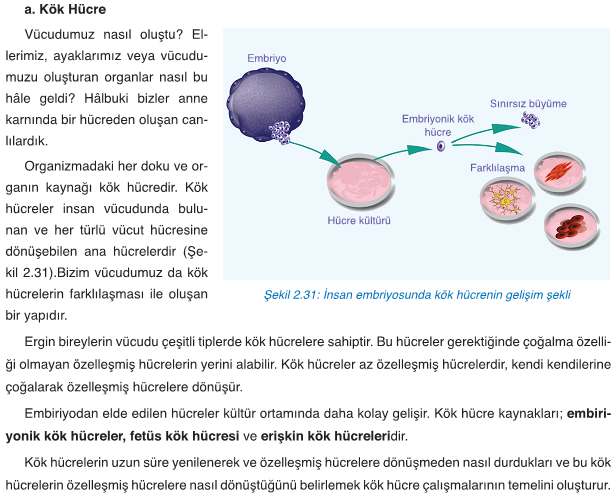 a. Kök Hücre
Vücudumuz nasıl oluştu? El-
lerimiz, ayaklarımız veya vücudu-
muzu oluşturan organlar nasıl bu
hâle geldi? Hâlbuki bizler anne
karnında bir hücreden oluşan can-
lılardık.
Organizmadaki her doku ve or-
ganın kaynağı kök hücredir. Kök
hücreler insan vücudunda bulu-
nan ve her türlü vücut hücresine
dönüşebilen ana hücrelerdir (Şe-
kil 2.31).Bizim vücudumuz da kök
hücrelerin farklılaşması ile oluşan
bir yapıdır.
Embriyo
Hücre kültürü
Embriyonik kök
hücre
Sınırsız büyüme
Farklılaşma
Şekil 2.31: İnsan embriyosunda kök hücrenin gelişim şekli
Ergin bireylerin vücudu çeşitli tiplerde kök hücrelere sahiptir. Bu hücreler gerektiğinde çoğalma özelli-
ği olmayan özelleşmiş hücrelerin yerini alabilir. Kök hücreler az özelleşmiş hücrelerdir, kendi kendilerine
çoğalarak özelleşmiş hücrelere dönüşür.
Embiriyodan elde edilen hücreler kültür ortamında daha kolay gelişir. Kök hücre kaynakları; embiri-
yonik kök hücreler, fetüs kök hücresi ve erişkin kök hücreleridir.
Kök hücrelerin uzun süre yenilenerek ve özelleşmiş hücrelere dönüşmeden nasıl durdukları ve bu kök
hücrelerin özelleşmiş hücrelere nasıl dönüştüğünü belirlemek kök hücre çalışmalarının temelini oluşturur.